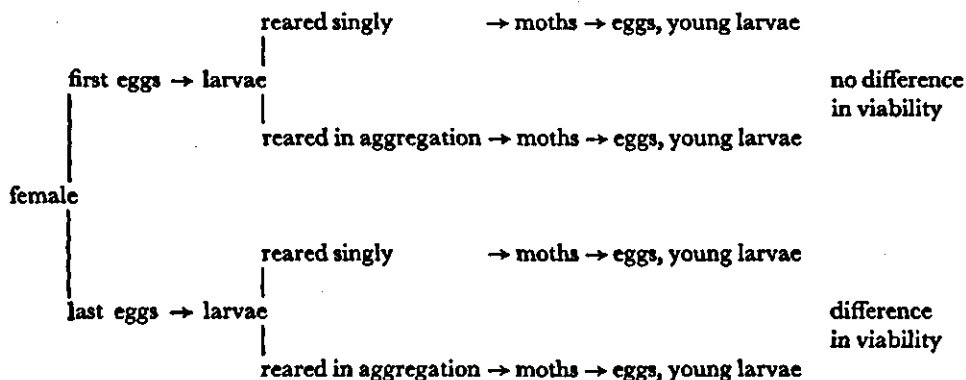 reared singly → moths → eggs, young larvae
first eggs → larvae
no difference
in viability
reared in aggregation → moths → eggs, young larvae
female
reared singly → moths → eggs, young larvae
last eggs → larvae
difference
in viability
reared in aggregation → moths → eggs, young larvae